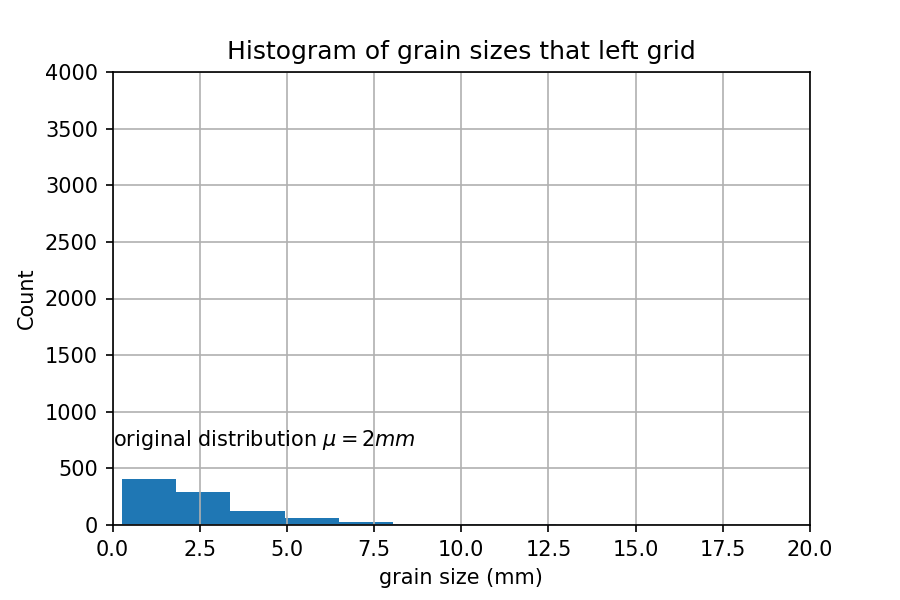 Histogram of grain sizes that left grid
4000
3500
3000
2500
2000
1500
1000
500
0
Count
original distribution μ = 2mm
0.0 2.5 5.0 7.5 10.0 12.5 15.0 17.5 20.0
grain size (mm)